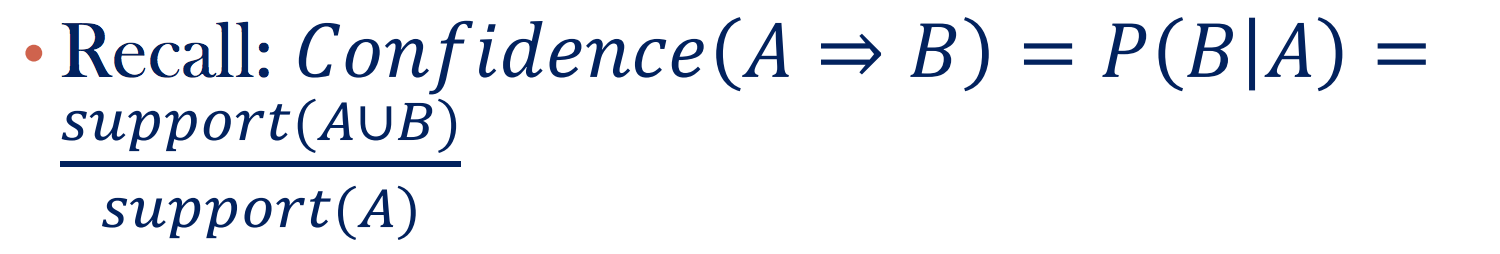 • Recall: Confidence(A ⇒ B) = P(B|A) =
support(A∪B)
support(A)